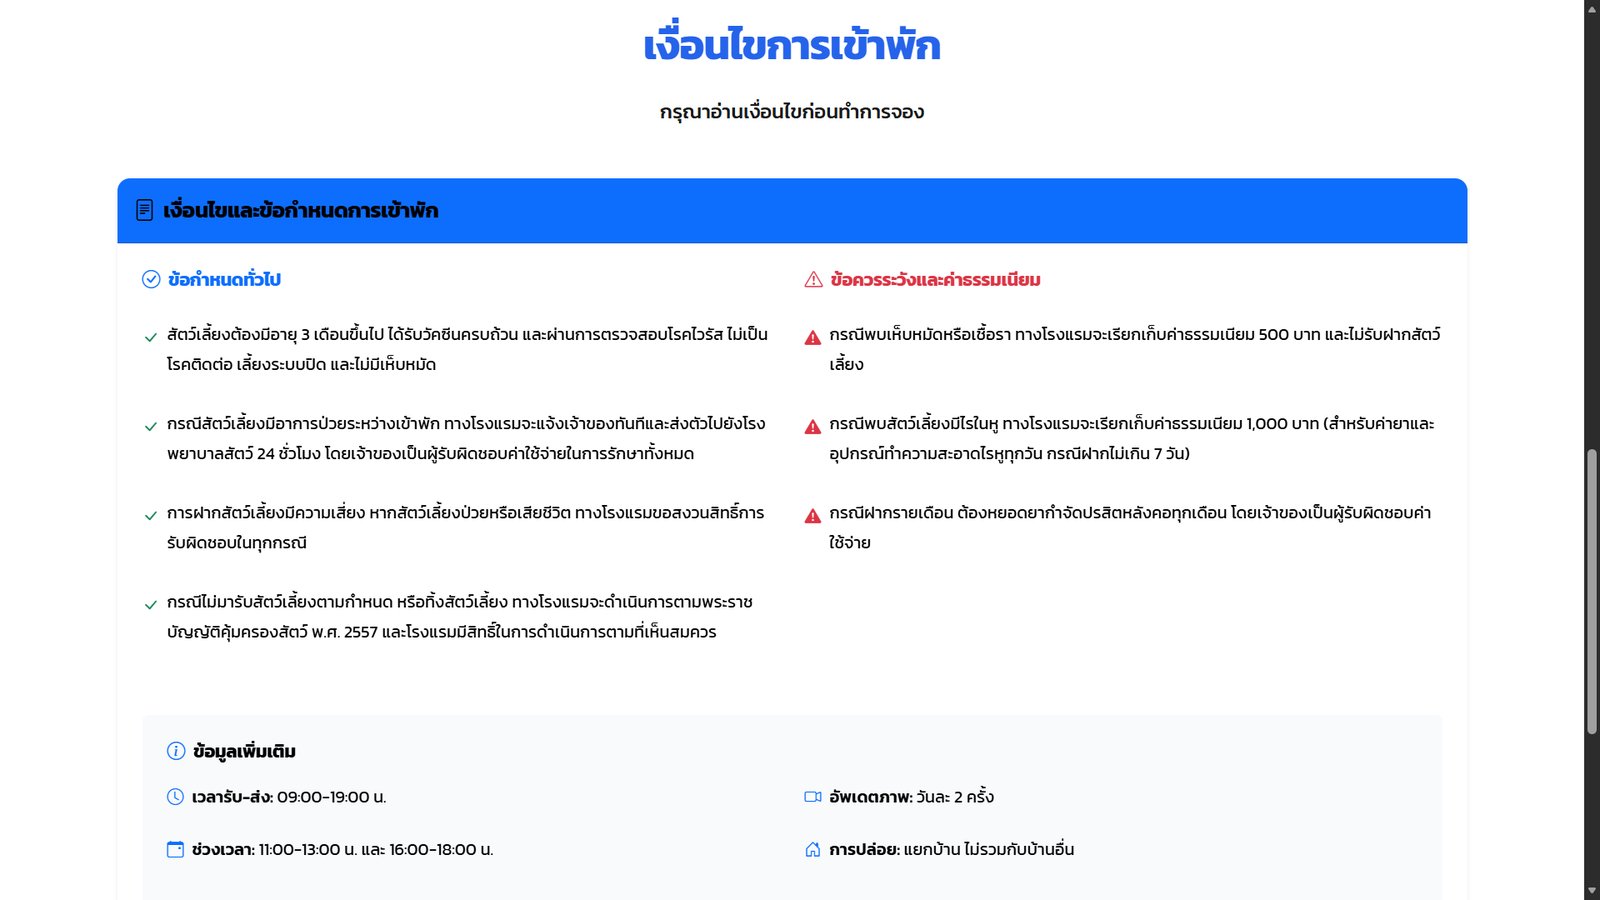 เงื่อนไขการเข้าพัก
กรุณาอ่านเงื่อนไขก่อนทำการจอง
เงื่อนไขและข้อกำหนดการเข้าพัก
ข้อกำหนดทั่วไป
สัตว์เลี้ยงต้องมีอายุ 3 เดือนขึ้นไป ได้รับวัคซีนครบถ้วน และผ่านการตรวจสอบโรคไวรัส ไม่เป็น
โรคติดต่อ เลี้ยงระบบปิด และไม่มีเห็บหมัด
กรณีสัตว์เลี้ยงมีอาการป่วยระหว่างเข้าพัก ทางโรงแรมจะแจ้งเจ้าของทันทีและส่งตัวไปยังโรง
พยาบาลสัตว์ 24 ชั่วโมง โดยเจ้าของเป็นผู้รับผิดชอบค่าใช้จ่ายในการรักษาทั้งหมด
การฝากสัตว์เลี้ยงมีความเสี่ยง หากสัตว์เลี้ยงป่วยหรือเสียชีวิต ทางโรงแรมขอสงวนสิทธิ์การ
รับผิดชอบในทุกกรณี
กรณีไม่มารับสัตว์เลี้ยงตามกำหนด หรือทิ้งสัตว์เลี้ยง ทางโรงแรมจะดำเนินการตามพระราช
บัญญัติคุ้มครองสัตว์ พ.ศ. 2557 และโรงแรมมีสิทธิ์ในการดำเนินการตามที่เห็นสมควร
ข้อควรระวังและค่าธรรมเนียม
กรณีพบเห็บหมัดหรือเชื้อรา ทางโรงแรมจะเรียกเก็บค่าธรรมเนียม 500 บาท และไม่รับฝากสัตว์
เลี้ยง
กรณีพบสัตว์เลี้ยงมีไรในหู ทางโรงแรมจะเรียกเก็บค่าธรรมเนียม 1,000 บาท (สำหรับค่ายาและ
อุปกรณ์ทำความสะอาดไรหูทุกวัน กรณีฝากไม่เกิน 7 วัน)
กรณีฝากรายเดือน ต้องหยอดยากำจัดปรสิตหลังคอทุกเดือน โดยเจ้าของเป็นผู้รับผิดชอบค่า
ใช้จ่าย
ข้อมูลเพิ่มเติม
เวลารับ-ส่ง: 09:00-19:00 น.
อัพเดตภาพ: วันละ 2 ครั้ง
ช่วงเวลา: 11:00-13:00 น. และ 16:00-18:00 น.
การปล่อย: แยกบ้าน ไม่รวมกับบ้านอื่น